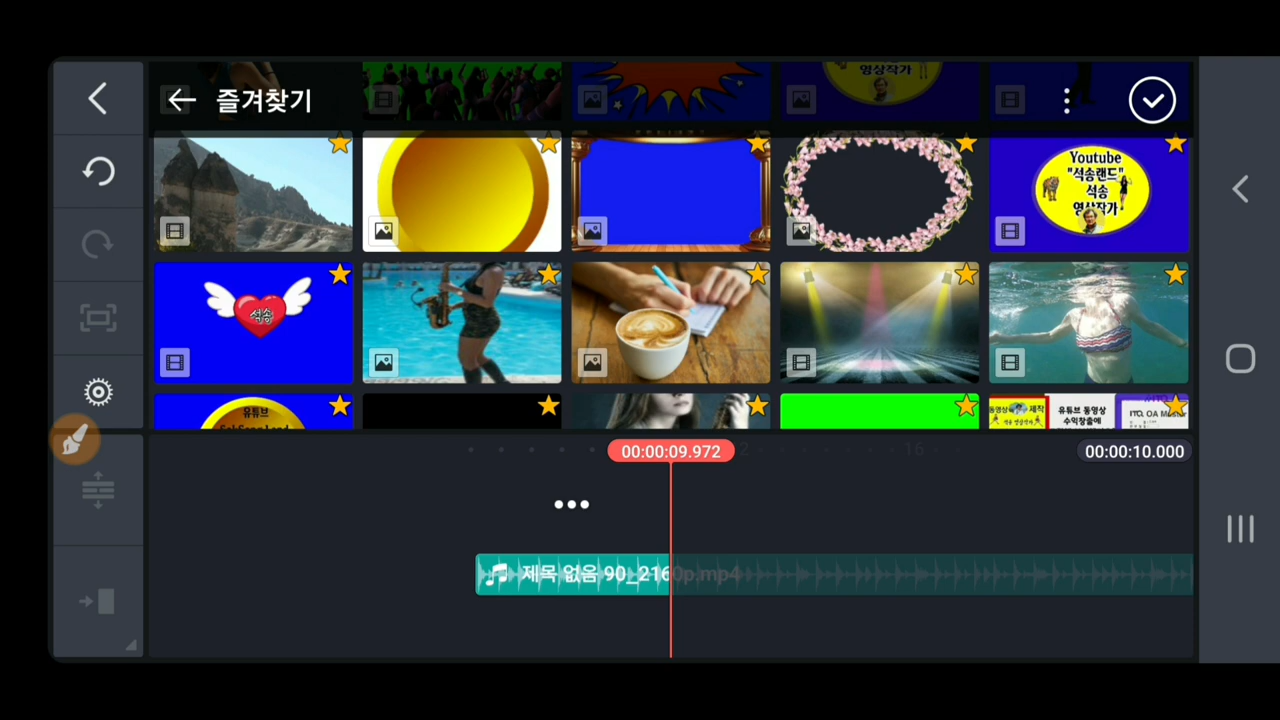 영상작가
즐겨찾기
Youtube
"석송랜드"
석송
영상작가
석송
유튜브
유튜브 동영상
수익창출에
00:00:09.972
16
00:00:10.000
제목 없음 90_2160p.mp4